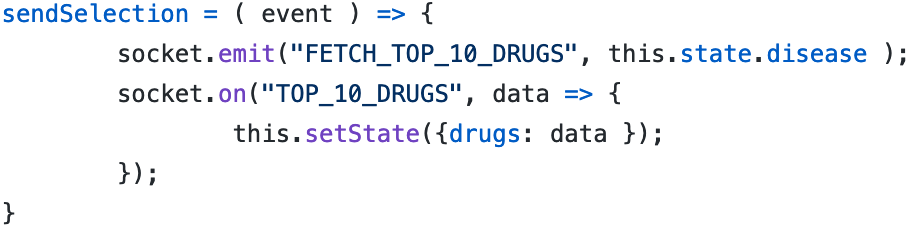 sendSelection = ( event ) => {
        socket.emit("FETCH_TOP_10_DRUGS", this.state.disease );
        socket.on("TOP_10_DRUGS", data => {
                this.setState({drugs: data });
        });
}